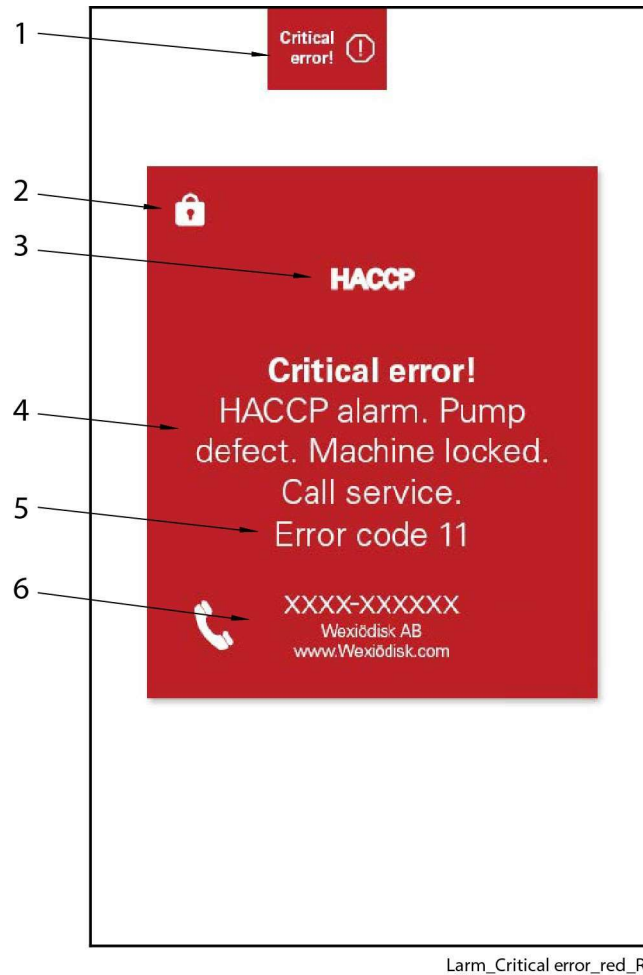 1
Critical
error!
2
3
HACCP
Critical error!
4
HACCP alarm. Pump
defect. Machine locked.
Call service.
5
Error code 11
6
XXXX-XXXXXX
Wexiödisk AB
www.Wexiödisk.com
Larm_Critical error_red_R